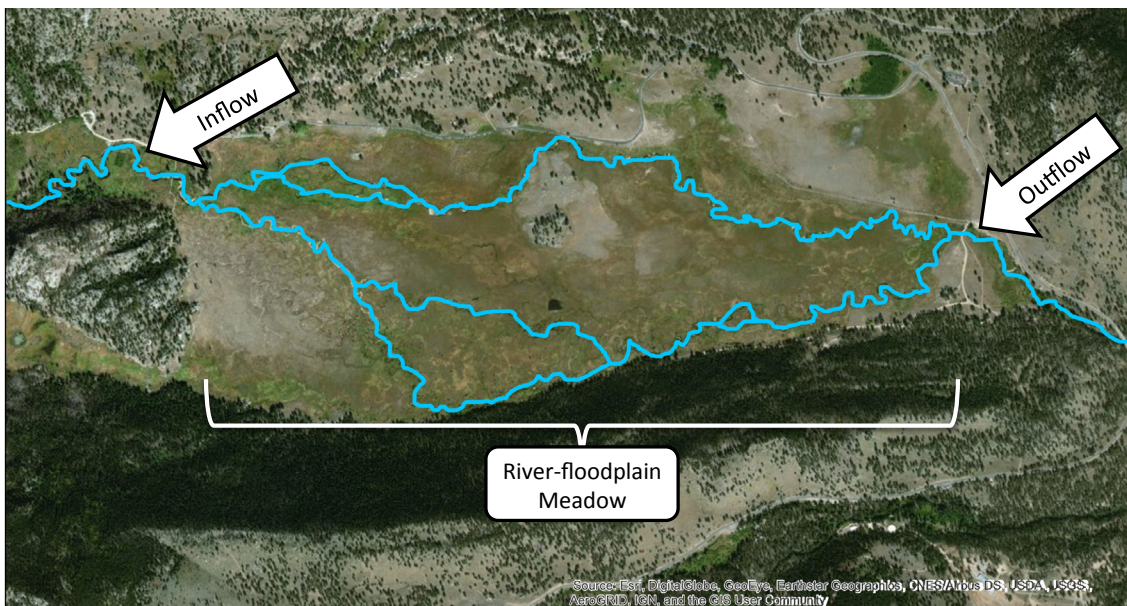 Inflow
Outflow
River-floodplain
Meadow
Source: Esri, DigitalGlobe, GeoEye, Earthstar Geographics, CNES/Airbus DS, USDA, USGS,
AeroGRID, IGN, and the GIS User Community